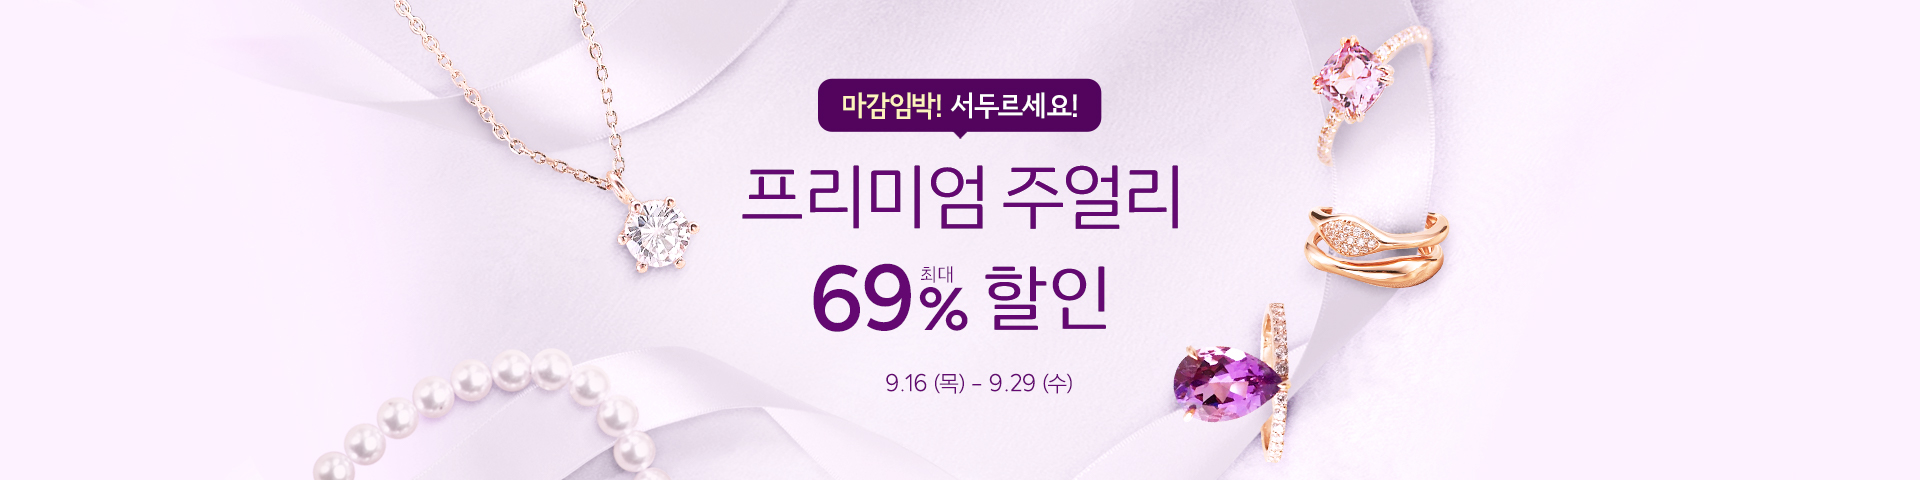 마감임박! 서두르세요!
프리미엄 주얼리
최대
69% 할인
9.16 (목) – 9.29 (수)